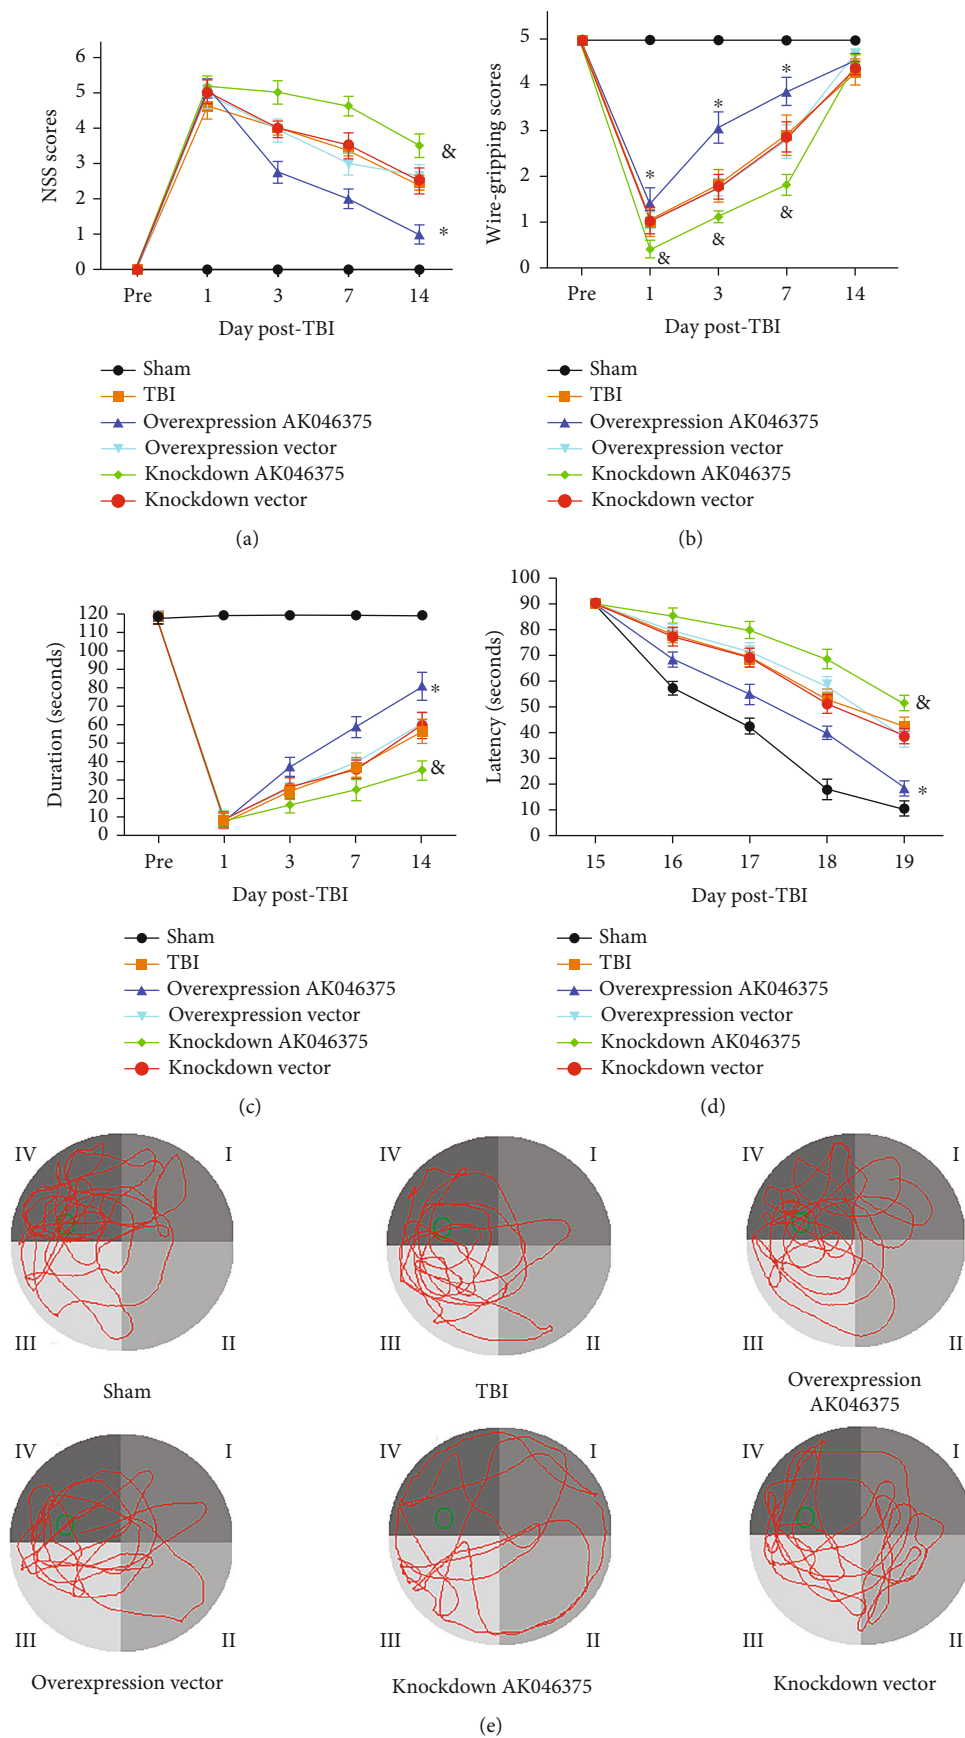 NSS scores
6
5
4
3
2
1
0
&
*
Pre 1 3 7 14
Day post-TBI
Sham
TBI
Overexpression AK046375
Overexpression vector
Knockdown AK046375
Knockdown vector
(a)
Wire-gripping scores
5
4
3
2
1
0
* * *
& & &
Pre 1 3 7 14
Day post-TBI
Sham
TBI
Overexpression AK046375
Overexpression vector
Knockdown AK046375
Knockdown vector
(b)
Duration (seconds)
120
110
100
90
80
70
60
50
40
30
20
10
0
*
&
Pre 1 3 7 14
Day post-TBI
Sham
TBI
Overexpression AK046375
Overexpression vector
Knockdown AK046375
Knockdown vector
(c)
Latency (seconds)
100
90
80
70
60
50
40
30
20
10
0
&
*
15 16 17 18 19
Day post-TBI
Sham
TBI
Overexpression AK046375
Overexpression vector
Knockdown AK046375
Knockdown vector
(d)
IV I
III II
Sham
IV I
III II
TBI
IV I
III II
Overexpression
AK046375
IV I
III II
Overexpression vector
IV I
III II
Knockdown AK046375
IV I
III II
Knockdown vector
(e)